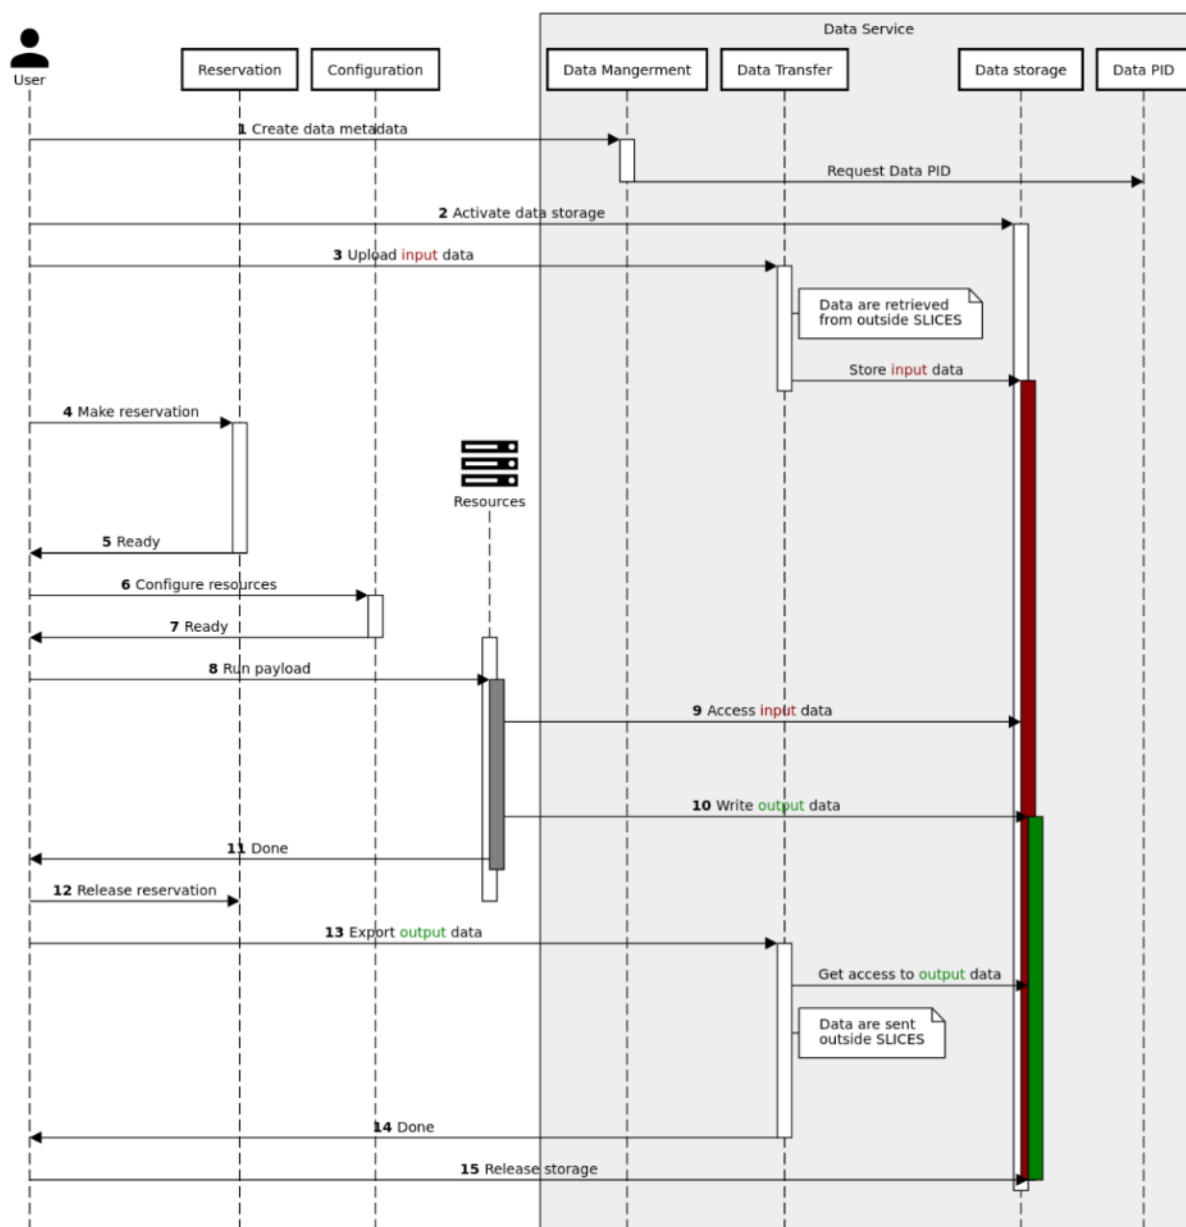 Data Service
User
Reservation
Configuration
Data Mangerment
Data Transfer
Data storage
Data PID
1 Create data metadata
Request Data PID
2 Activate data storage
3 Upload input data
Data are retrieved
from outside SLICES
Store input data
4 Make reservation
Resources
5 Ready
6 Configure resources
7 Ready
8 Run payload
9 Access input data
10 Write output data
11 Done
12 Release reservation
13 Export output data
Get access to output data
Data are sent
outside SLICES
14 Done
15 Release storage